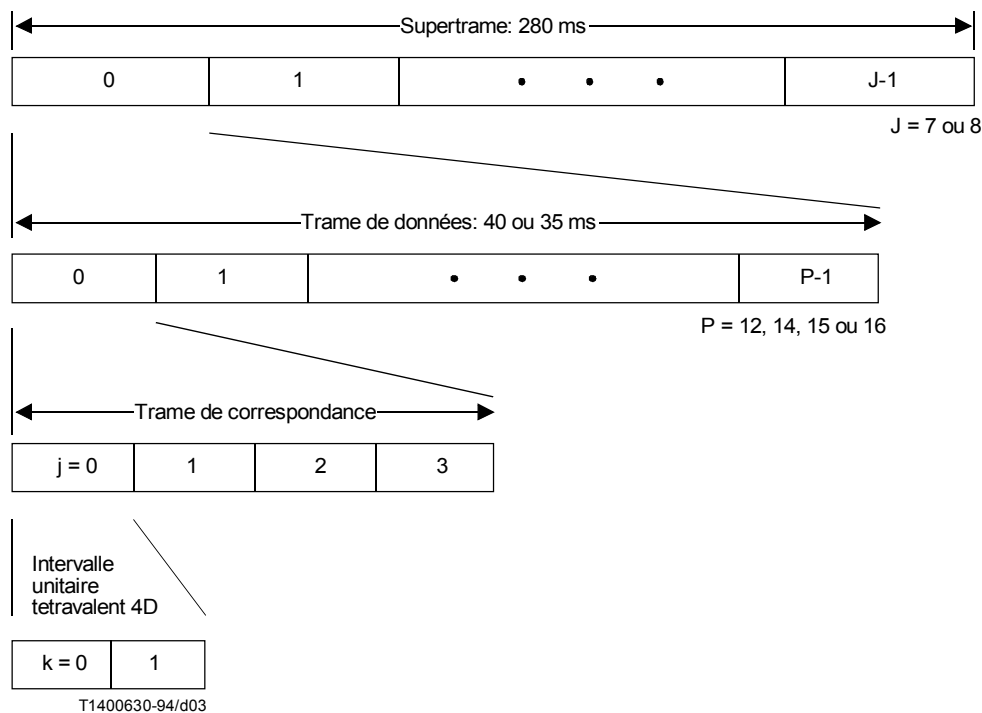 Supertrame: 280 ms
0 1 • • • J-1
J = 7 ou 8
Trame de données: 40 ou 35 ms
0 1 • • • P-1
P = 12, 14, 15 ou 16
Trame de correspondance
j = 0 1 2 3
Intervalle
unitaire
tetravalent 4D
k = 0 1
T1400630-94/d03